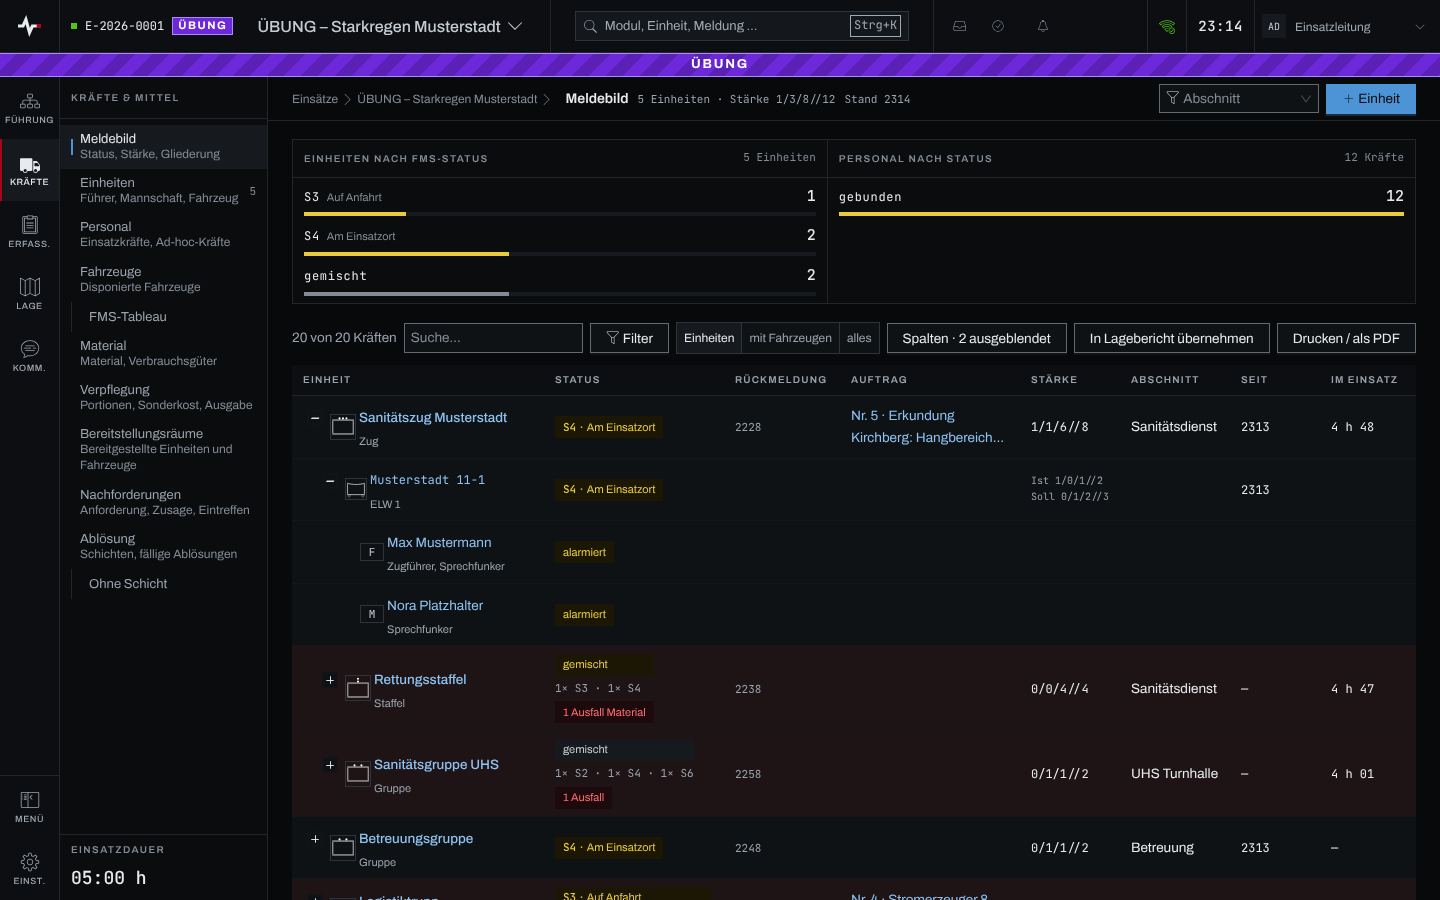 E-2026-0001 ÜBUNG ÜBUNG – Starkregen Musterstadt
Modul, Einheit, Meldung ... Strg+K
23:14 AD Einsatzleitung
ÜBUNG
FÜHRUNG
KRÄFTE
ERFASS.
LAGE
KOMM.
MENÜ
EINST.
KRÄFTE & MITTEL
Meldebild
Status, Stärke, Gliederung
Einheiten
Führer, Mannschaft, Fahrzeug 5
Personal
Einsatzkräfte, Ad-hoc-Kräfte
Fahrzeuge
Disponierte Fahrzeuge
FMS-Tableau
Material
Material, Verbrauchsgüter
Verpflegung
Portionen, Sonderkost, Ausgabe
Bereitstellungsräume
Bereitgestellte Einheiten und
Fahrzeuge
Nachforderungen
Anforderung, Zusage, Eintreffen
Ablösung
Schichten, fällige Ablösungen
Ohne Schicht
EINSATZDAUER
05:00 h
Einsätze ÜBUNG – Starkregen Musterstadt Meldebild 5 Einheiten · Stärke 1/3/8//12 Stand 2314
Abschnitt + Einheit
EINHEITEN NACH FMS-STATUS 5 Einheiten
S3 Auf Anfahrt 1
S4 Am Einsatzort 2
gemischt 2
PERSONAL NACH STATUS 12 Kräfte
gebunden 12
20 von 20 Kräften Suche... Filter Einheiten mit Fahrzeugen alles Spalten · 2 ausgeblendet In Lagebericht übernehmen Drucken / als PDF
EINHEIT STATUS RÜCKMELDUNG AUFTRAG STÄRKE ABSCHNITT SEIT IM EINSATZ
– Sanitätszug Musterstadt
Zug
S4 · Am Einsatzort 2228
Nr. 5 · Erkundung
Kirchberg: Hangbereich...
1/1/6//8 Sanitätsdienst 2313 4 h 48
– Musterstadt 11-1
ELW 1
S4 · Am Einsatzort
Ist 1/0/1//2
Soll 0/1/2//3
2313
F Max Mustermann
Zugführer, Sprechfunker
alarmiert
M Nora Platzhalter
Sprechfunker
alarmiert
+ Rettungsstaffel
Staffel
gemischt
1× S3 · 1× S4
1 Ausfall Material
2238 0/0/4//4 Sanitätsdienst – 4 h 47
+ Sanitätsgruppe UHS
Gruppe
gemischt
1× S2 · 1× S4 · 1× S6
1 Ausfall
2258 0/1/1//2 UHS Turnhalle – 4 h 01
+ Betreuungsgruppe
Gruppe
S4 · Am Einsatzort 2248 0/1/1//2 Betreuung 2313 –
S3 · Auf Anfahrt